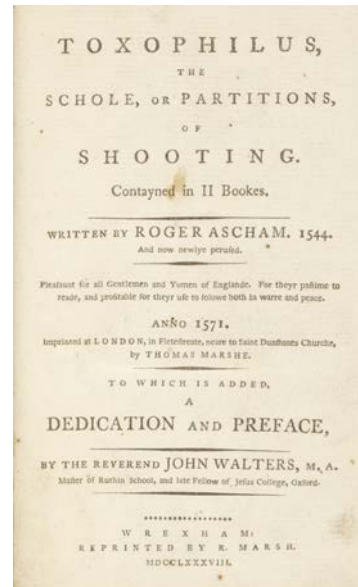 TOXOPHILUS,
THE
SCHOLE, OR PARTITIONS,
OF
SHOOTING.
Contayned in II Bookes.
WRITTEN BY ROGER ASCHAM. 1544.
And now newlye perused.
Pleasaunt for all Gentlemen and Yomen of Englande. For theyr pastime to
reade, and profitable for theyr use to folowe both in warre and peace.
ANNO 1571.
Imprinted at LONDON, in Fletestreate, neare to Saint Dunstones Churche,
by THOMAS MARSHE.
TO WHICH IS ADDED,
A
DEDICATION AND PREFACE,
BY THE REVEREND JOHN WALTERS, M. A.
Master of Ruthin School, and late Fellow of Jesus College, Oxford.
WREXHAM:
REPRINTED BY R. MARSH.
MDCCLXXXVIII.